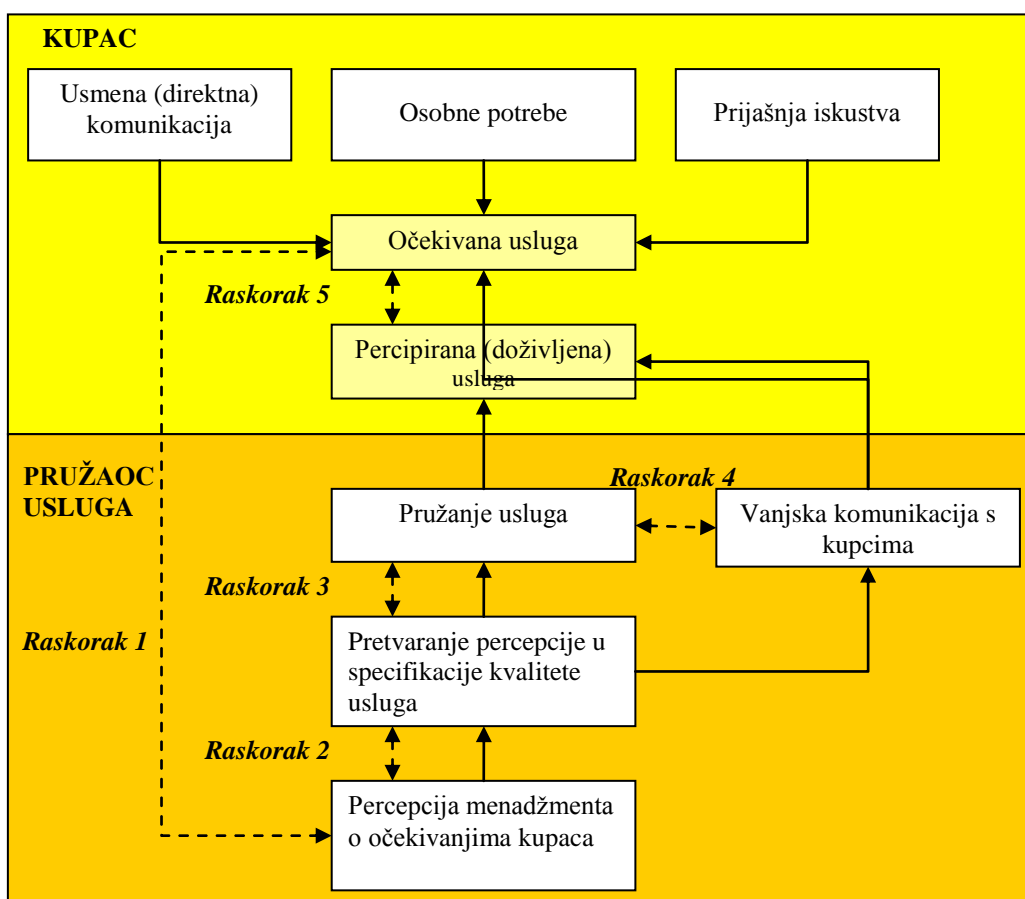 KUPAC
Usmena (direktna)
komunikacija
Osobne potrebe
Prijašnja iskustva
Očekivana usluga
Raskorak 5
Percipirana (doživljena)
usluga
PRUŽAOC
USLUGA
Raskorak 4
Pružanje usluga
Vanjska komunikacija s
kupcima
Raskorak 3
Raskorak 1
Pretvaranje percepcije u
specifikacije kvalitete
usluga
Raskorak 2
Percepcija menadžmenta
o očekivanjima kupaca